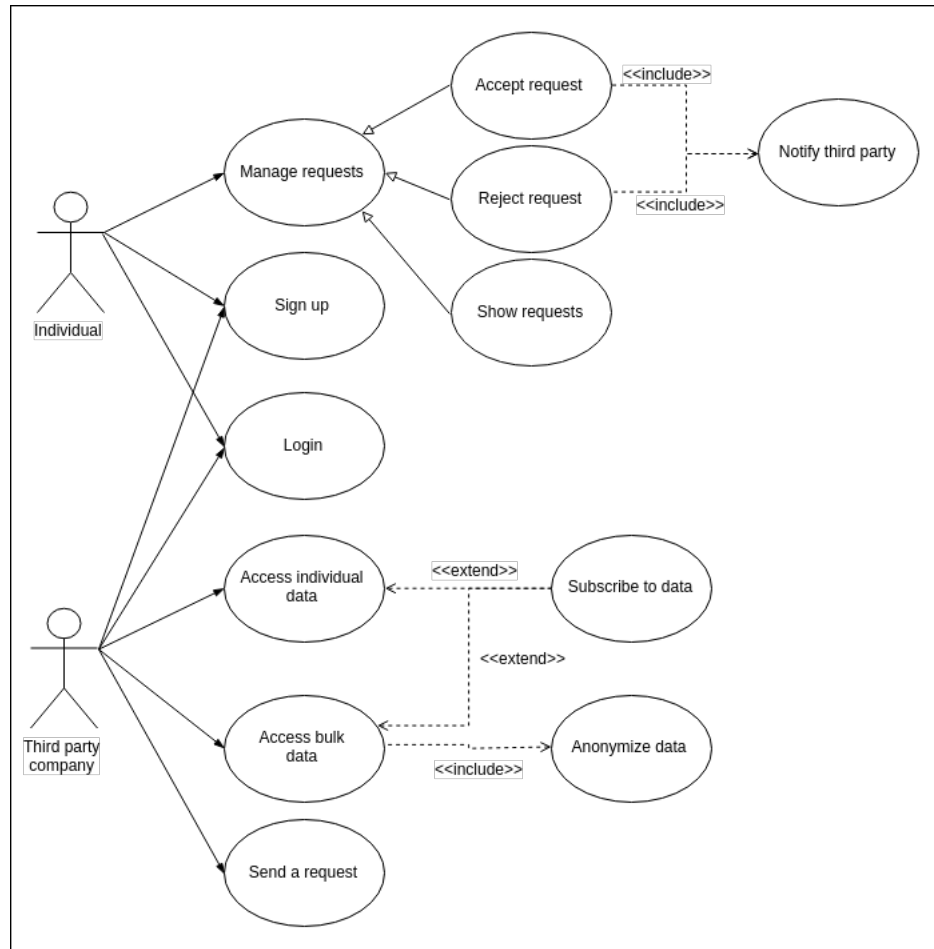 Accept request
<<include>>
Notify third party
Manage requests
Reject request
<<include>>
Sign up
Show requests
Individual
Login
Access individual
data
<<extend>>
Subscribe to data
<<extend>>
Third party
company
Access bulk
data
<<include>>
Anonymize data
Send a request